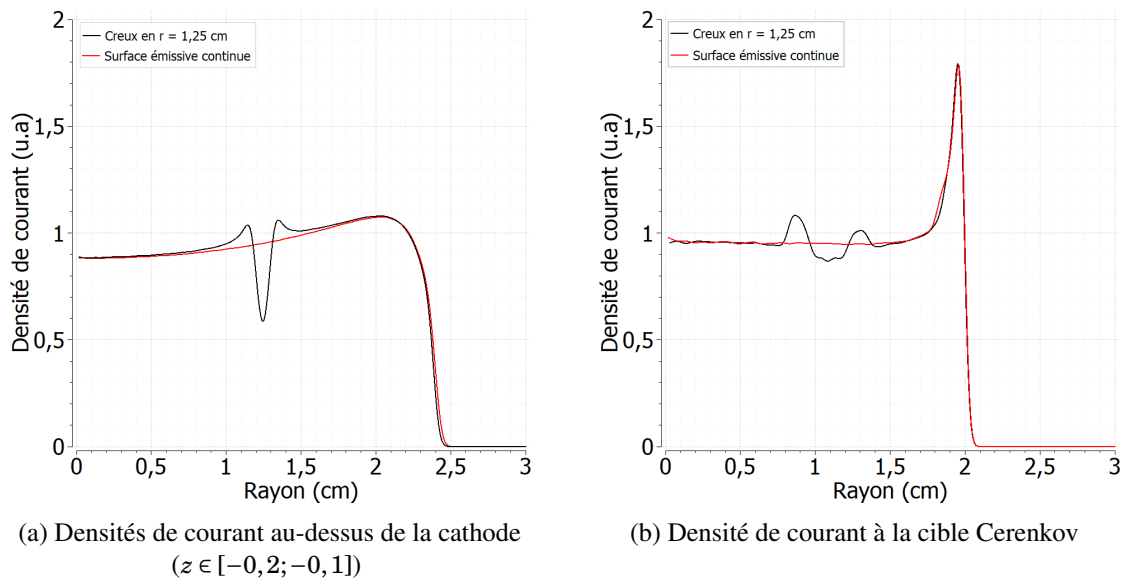 Creux en r = 1,25 cm
Surface émissive continue
Densité de courant (u.a)
2
1,5
1
0,5
0
0
0,5
1
1,5
2
2,5
3
Rayon (cm)
(a) Densités de courant au-dessus de la cathode
(z ∈ [−0,2;−0,1])
Creux en r = 1,25 cm
Surface émissive continue
Densité de courant (u.a)
2
1,5
1
0,5
0
0
0,5
1
1,5
2
2,5
3
Rayon (cm)
(b) Densité de courant à la cible Cerenkov